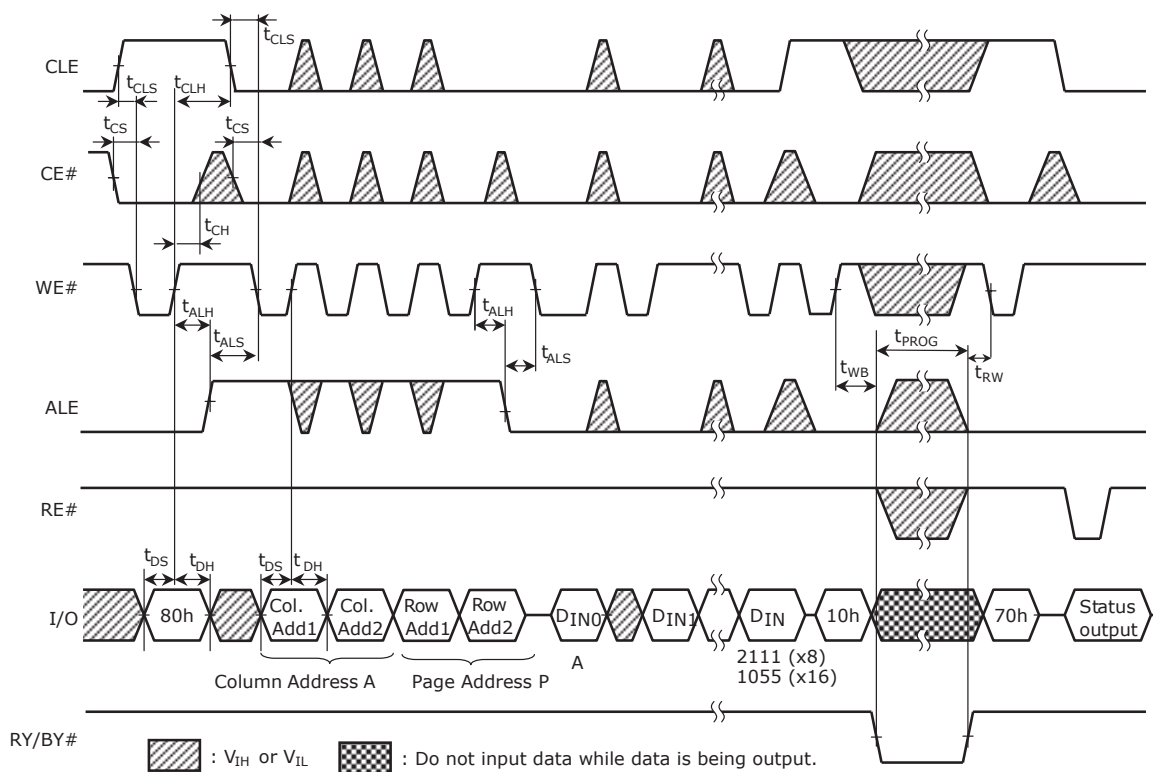 tCLS
CLE
tCLS tCLH
tCS tCS
CE#
tCH
WE#
tALH tALH
tALS tALS
tPROG
tWB tRW
ALE
RE#
tDS tDH tDS tDH
I/O
80h
Col. Add1
Col. Add2
Row Add1
Row Add2
DIN0
DIN1
DIN
10h
70h
Status output
A
2111 (x8)
1055 (x16)
Column Address A
Page Address P
RY/BY#
: VIH or VIL
: Do not input data while data is being output.